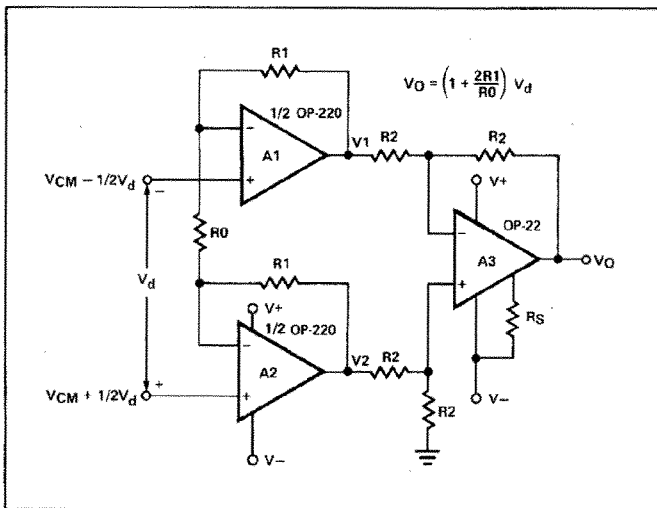 R1
VO = (1 + 2R1/R0) Vd
1/2 OP-220
−
A1
+
V1
R2
R2
VCM − 1/2Vd
−
V+
OP-22
R0
−
A3
+
VO
Vd
R1
V+
1/2 OP-220
RS
−
A2
+
V2
R2
VCM + 1/2Vd
+
V−
R2
V−